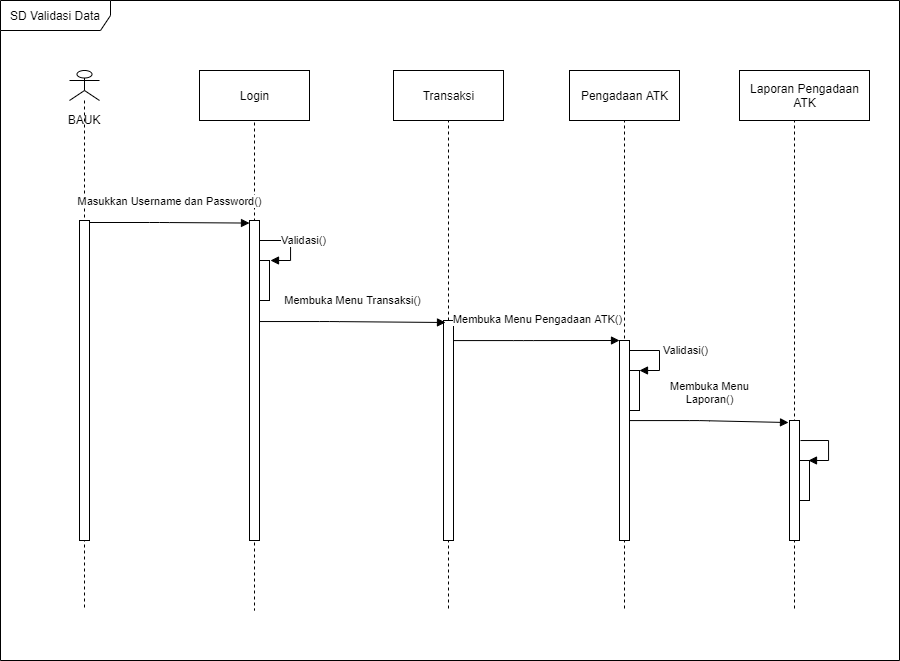 SD Validasi Data
BAUK
Login
Transaksi
Pengadaan ATK
Laporan Pengadaan
ATK
Masukkan Username dan Password()
Validasi()
Membuka Menu Transaksi()
Membuka Menu Pengadaan ATK()
Validasi()
Membuka Menu
Laporan()